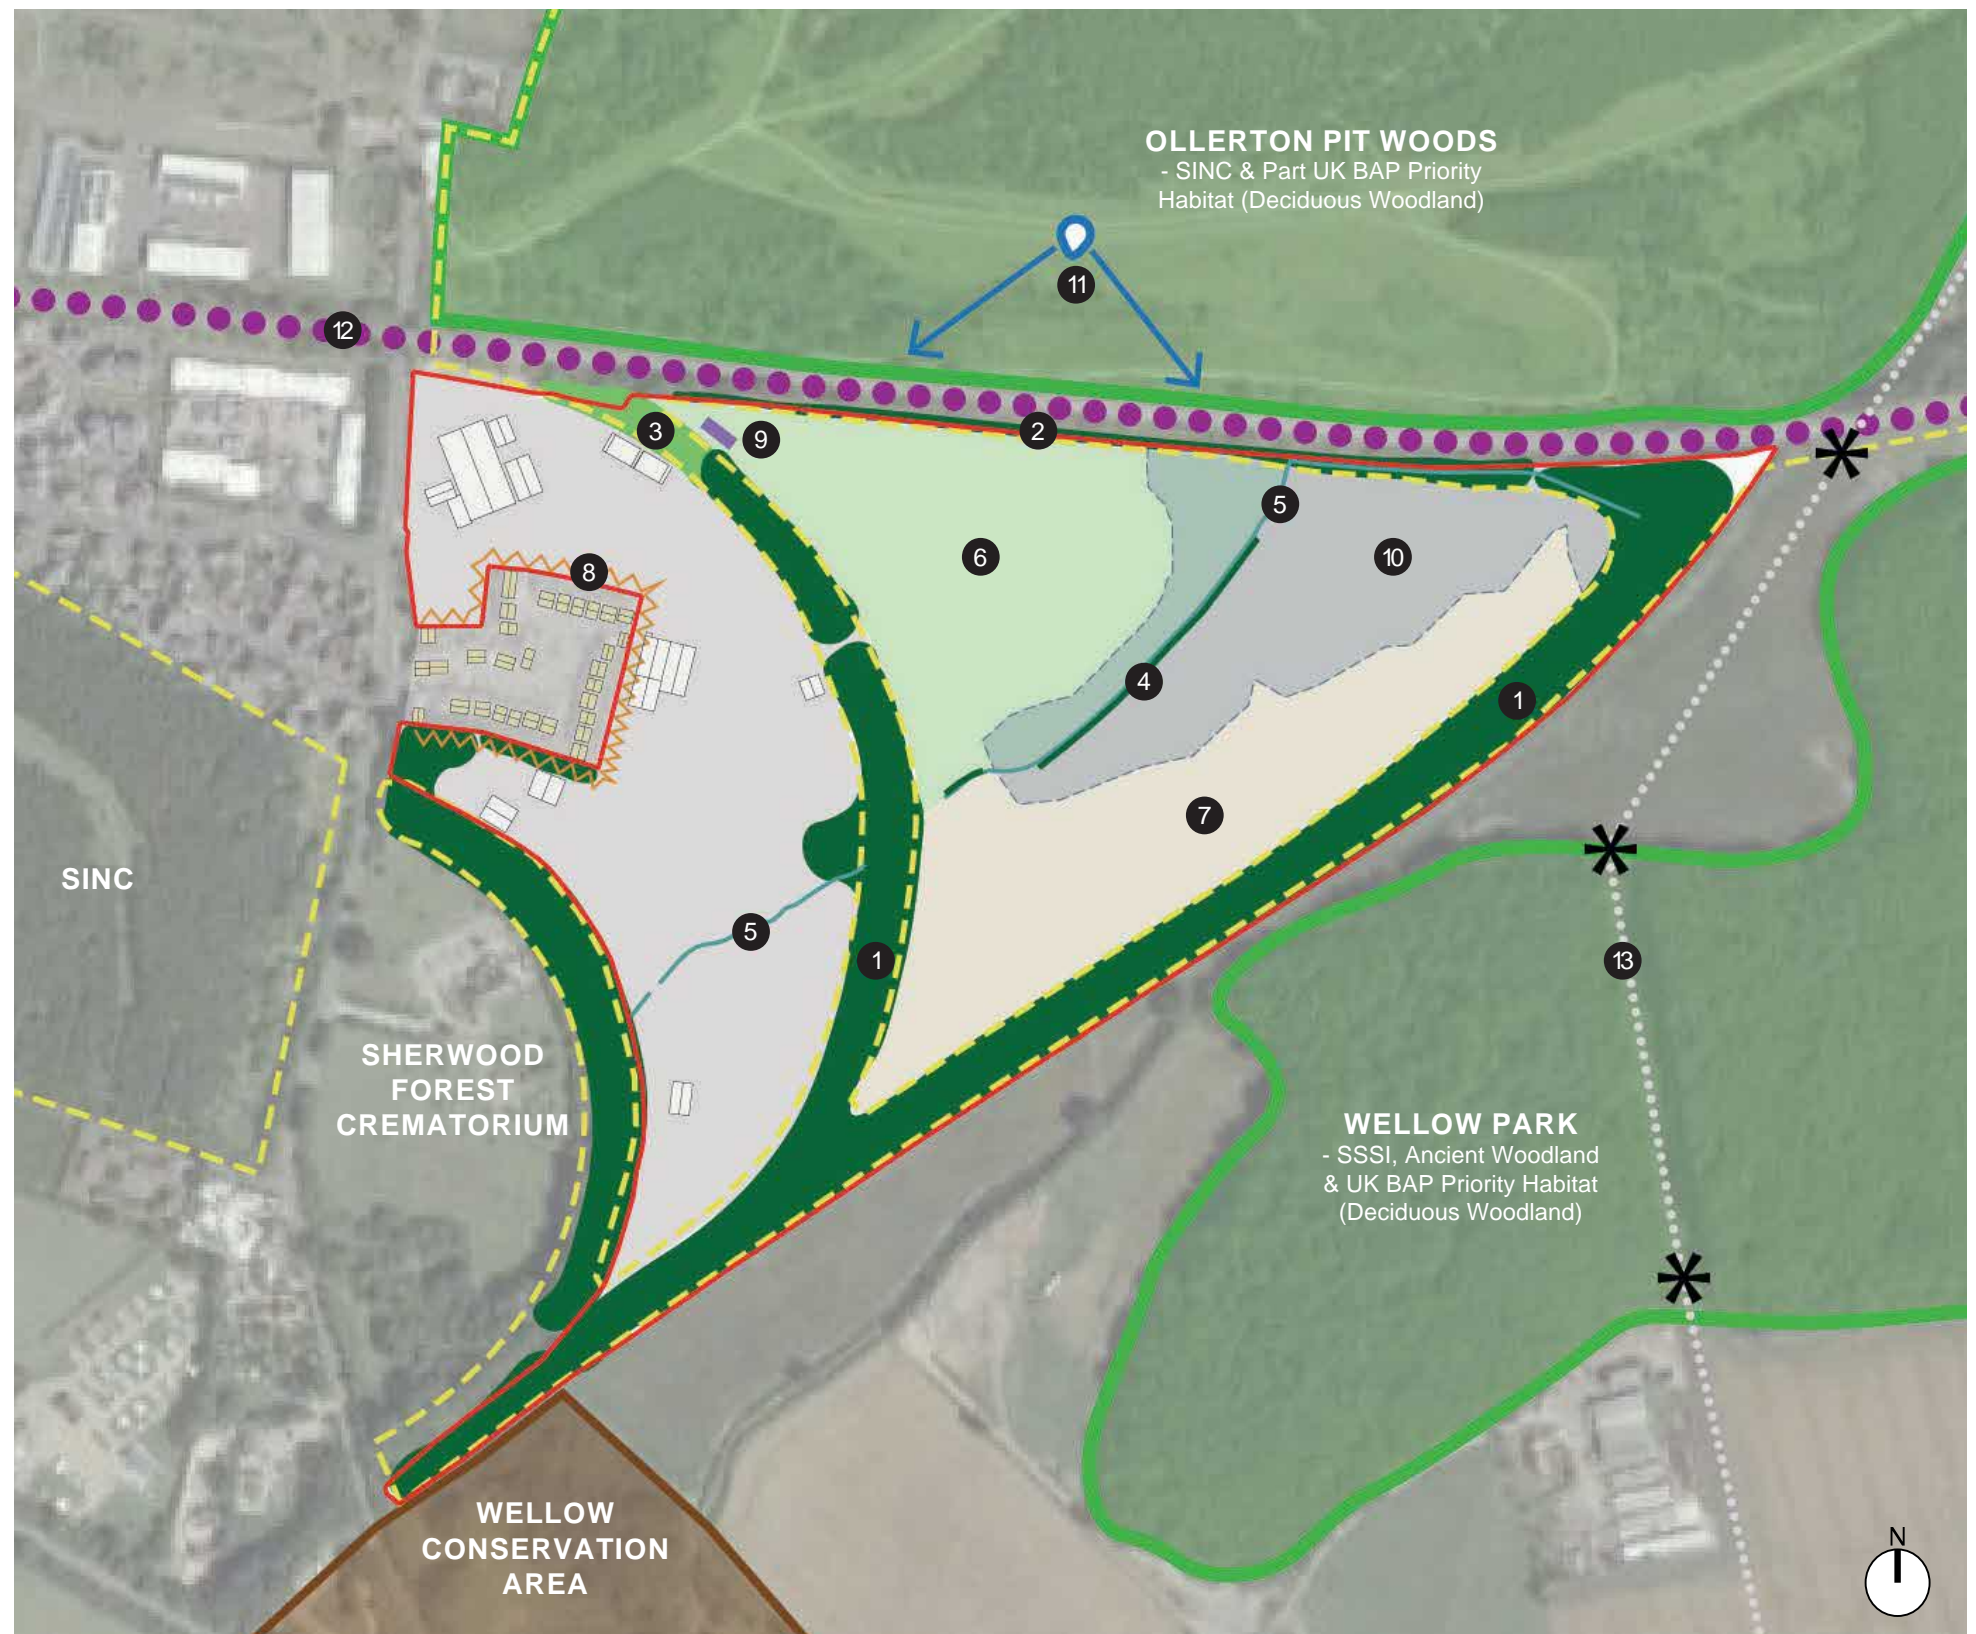 OLLERTON PIT WOODS
- SINC & Part UK BAP Priority
Habitat (Deciduous Woodland)
11
12
3
9
2
5
6
10
8
4
1
7
SINC
5
1
13
SHERWOOD
FOREST
CREMATORIUM
WELLOW PARK
- SSSI, Ancient Woodland
& UK BAP Priority Habitat
(Deciduous Woodland)
WELLOW
CONSERVATION
AREA
N